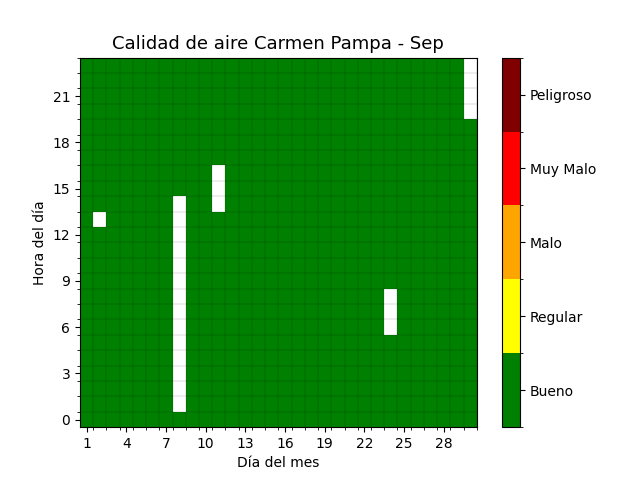 Calidad de aire Carmen Pampa - Sep
Hora del día
21
18
15
12
9
6
3
0
1 4 7 10 13 16 19 22 25 28
Día del mes
Peligroso
Muy Malo
Malo
Regular
Bueno